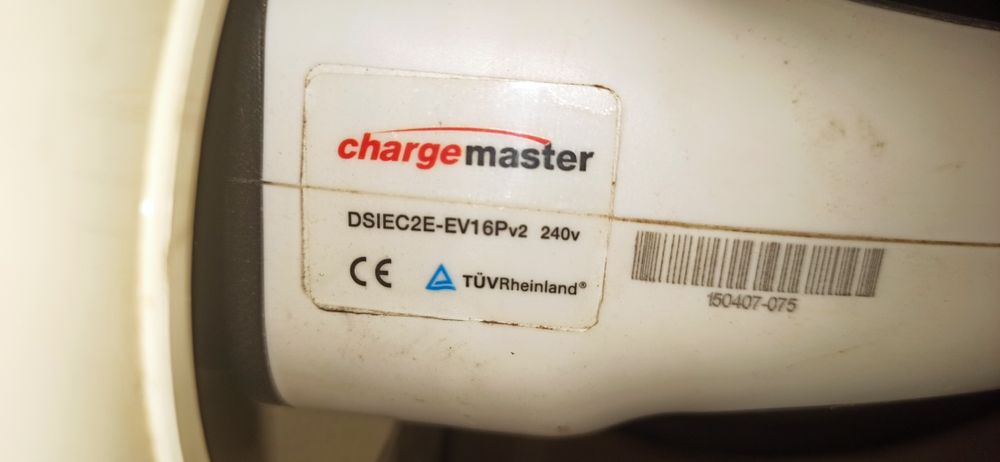 chargemaster
DSIEC2E-EV16Pv2 240v
CE TÜVRheinland®
150407-075